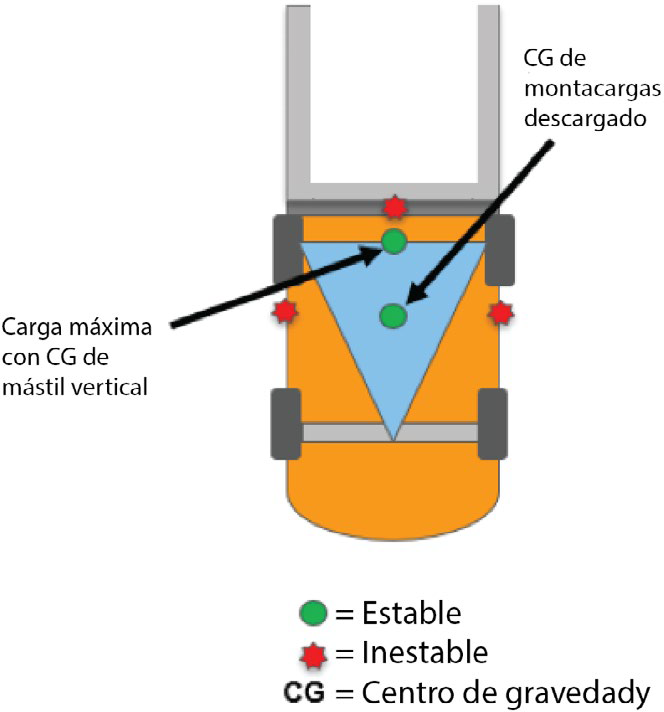 CG de
montacargas
descargado
Carga máxima
con CG de
mástil vertical
= Estable
= Inestable
CG = Centro de gravedady